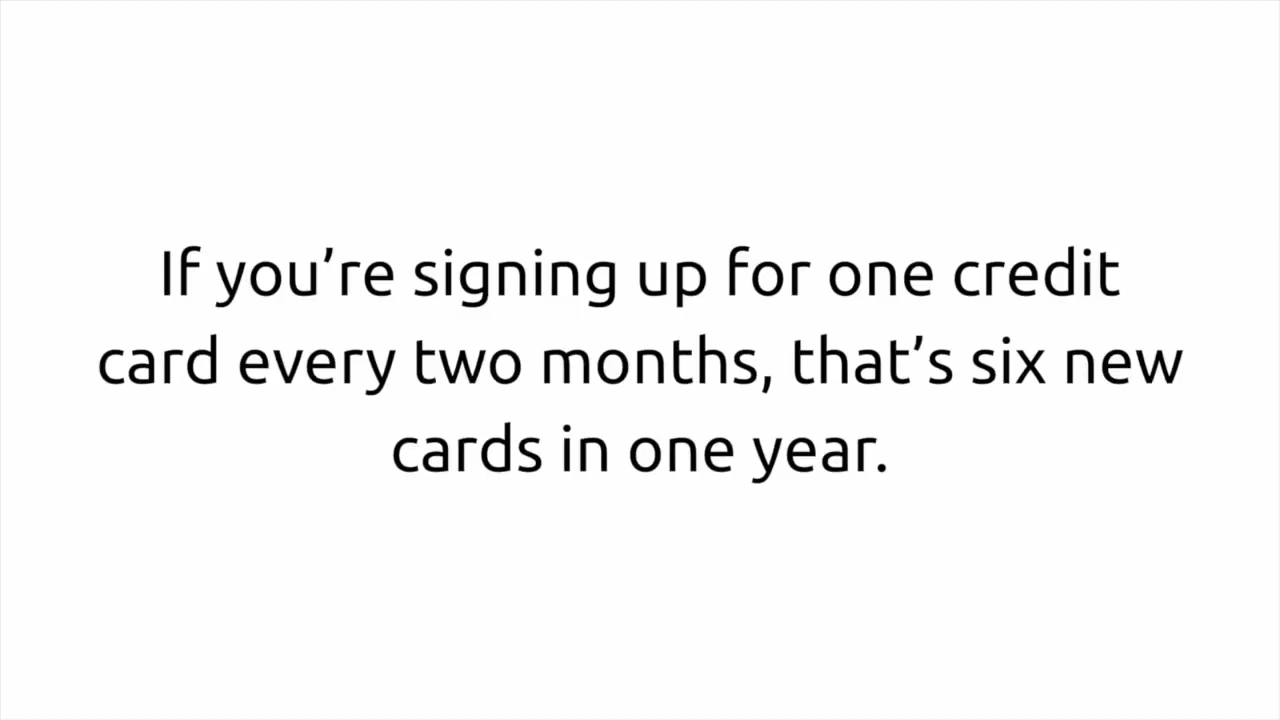 If you’re signing up for one credit
card every two months, that’s six new
cards in one year.